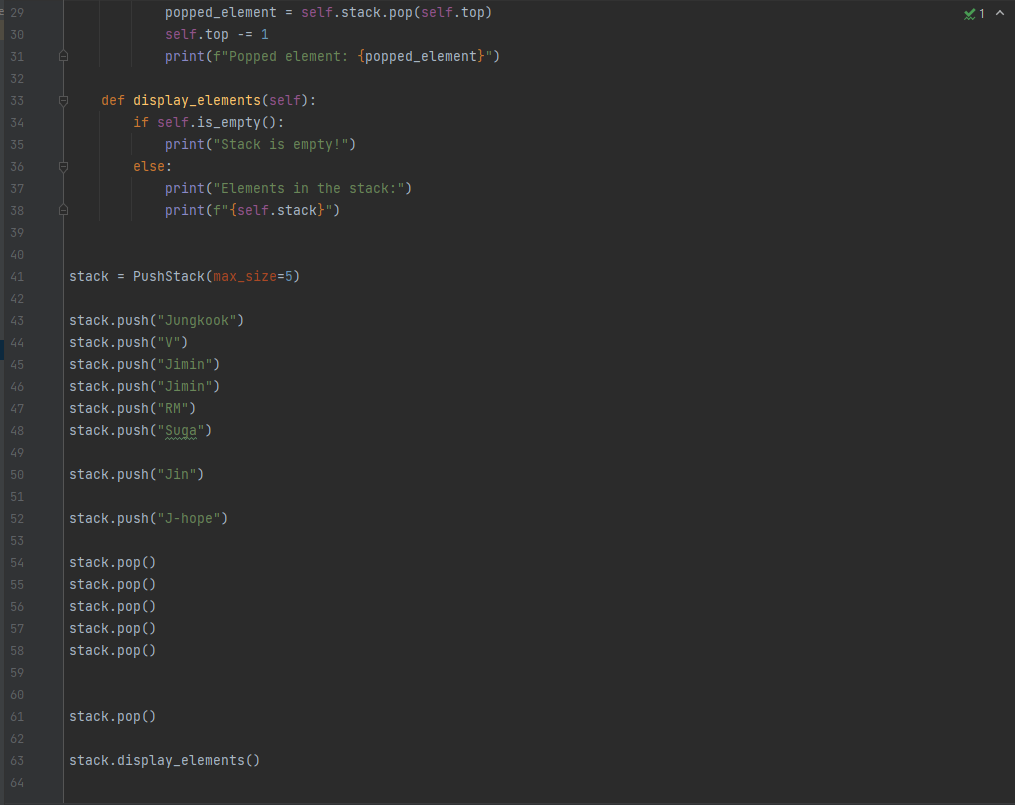 29 popped_element = self.stack.pop(self.top)
1
30 self.top -= 1
31 print(f"Popped element: {popped_element}")
32
33 def display_elements(self):
34 if self.is_empty():
35 print("Stack is empty!")
36 else:
37 print("Elements in the stack:")
38 print(f"{self.stack}")
39
40
41 stack = PushStack(max_size=5)
42
43 stack.push("Jungkook")
44 stack.push("V")
45 stack.push("Jimin")
46 stack.push("Jimin")
47 stack.push("RM")
48 stack.push("Suga")
49
50 stack.push("Jin")
51
52 stack.push("J-hope")
53
54 stack.pop()
55 stack.pop()
56 stack.pop()
57 stack.pop()
58 stack.pop()
59
60
61 stack.pop()
62
63 stack.display_elements()
64